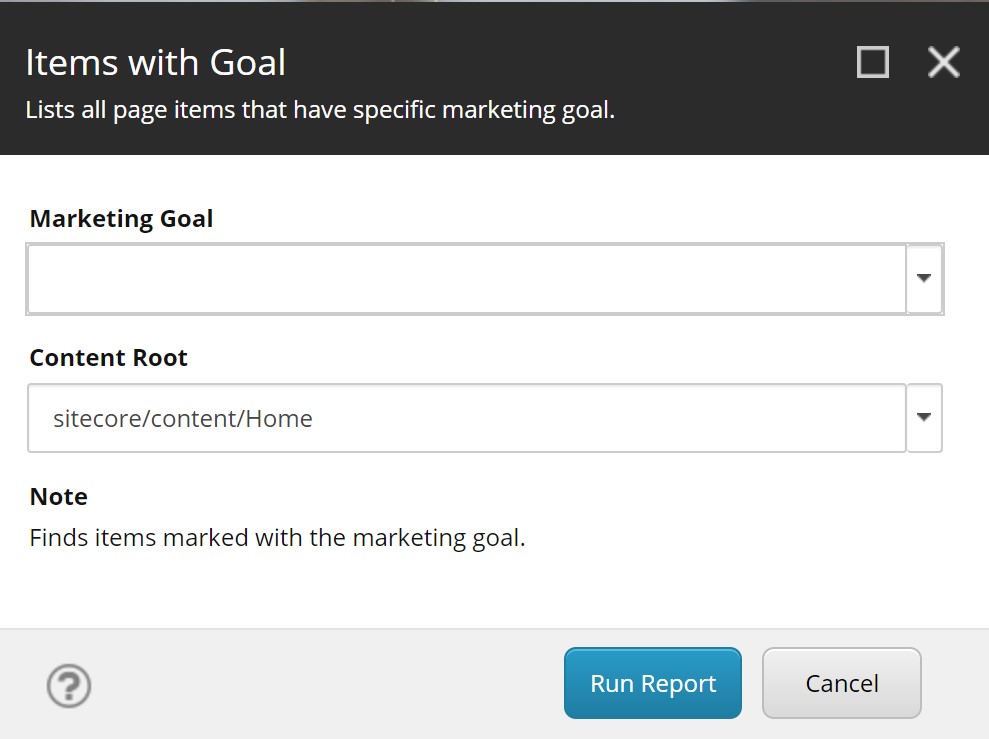 Items with Goal
Lists all page items that have specific marketing goal.
Marketing Goal
Content Root
sitecore/content/Home
Note
Finds items marked with the marketing goal.
?
Run Report
Cancel